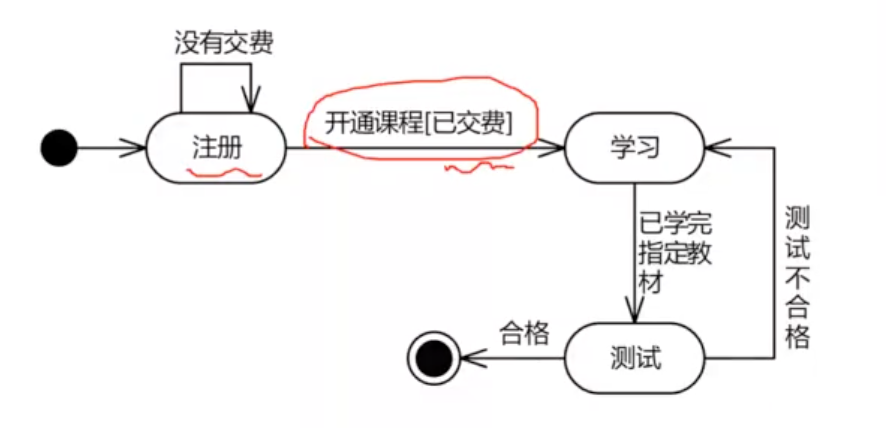 没有交费
开通课程[已交费]
注册
学习
已学完
指定教
材
测
试
不
合
格
合格
测试